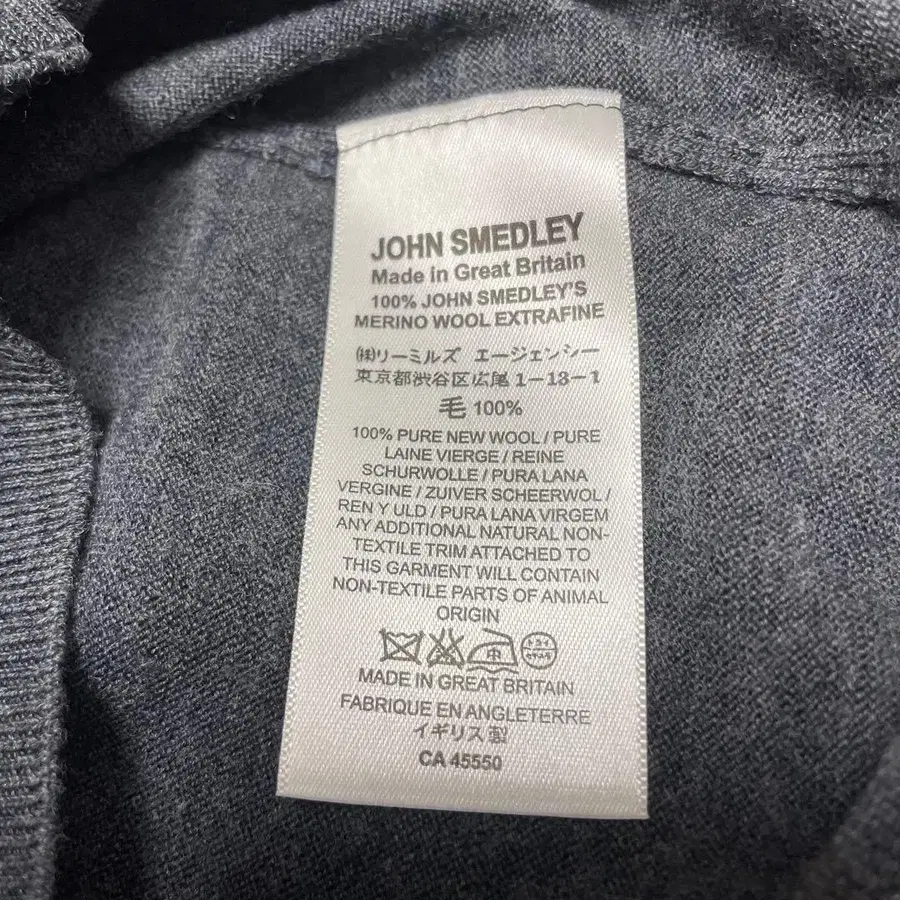 JOHN SMEDLEY
Made in Great Britain
100% JOHN SMEDLEY'S
MERINO WOOL EXTRAFINE
㈱リーミルズ エージェンシー
東京都渋谷区広尾1-13-1
毛 100%
100% PURE NEW WOOL / PURE
LAINE VIERGE / REINE
SCHURWOLLE / PURA LANA
VERGINE / ZUIVER SCHEERWOL /
REN Y ULD / PURA LANA VIRGEM
ANY ADDITIONAL NATURAL NON-
TEXTILE TRIM ATTACHED TO
THIS GARMENT WILL CONTAIN
NON-TEXTILE PARTS OF ANIMAL
ORIGIN
中
MADE IN GREAT BRITAIN
FABRIQUE EN ANGLETERRE
イギリス製
CA 45550